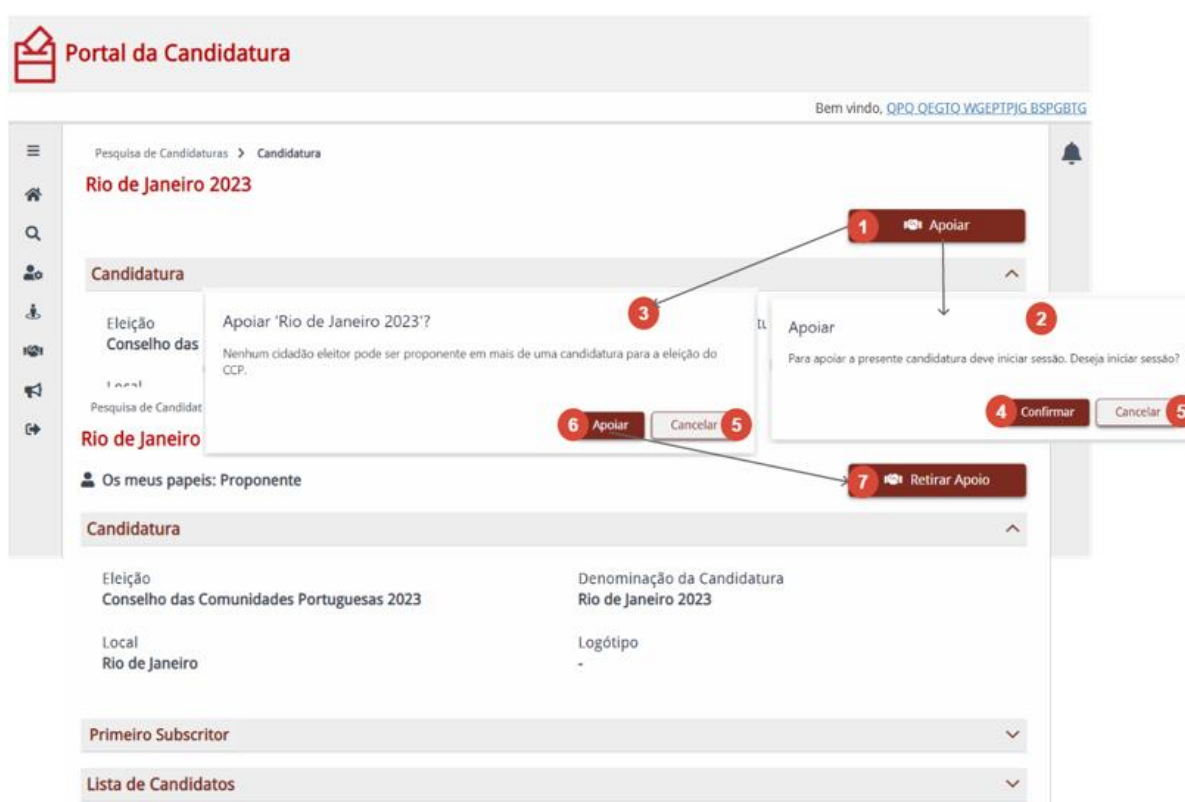 Portal da Candidatura
Bem vindo, QPQ QEGTO WGEPTPJG BSPGBTG
Pesquisa de Candidaturas > Candidatura
Rio de Janeiro 2023
1 Apoiar
Candidatura
Eleição
Conselho das
Local
3
Apoiar 'Rio de Janeiro 2023'?
Nenhum cidadão eleitor pode ser proponente em mais de uma candidatura para a eleição do
CCP.
6 Apoiar
Cancelar 5
2
Apoiar
Para apoiar a presente candidatura deve iniciar sessão. Deseja iniciar sessão?
4 Confirmar
Cancelar 5
Pesquisa de Candidat
Rio de Janeiro
Os meus papeis: Proponente
7 Retirar Apoio
Candidatura
Eleição
Conselho das Comunidades Portuguesas 2023
Denominação da Candidatura
Rio de Janeiro 2023
Local
Rio de Janeiro
Logótipo
-
Primeiro Subscritor
Lista de Candidatos